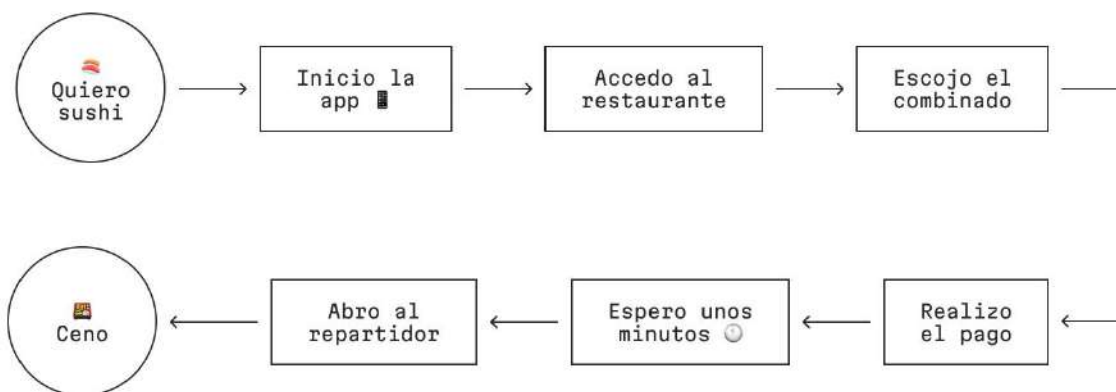 Quiero
sushi
Inicio la
app
Accedo al
restaurante
Escojo el
combinado
Realizo
el pago
Espero unos
minutos
Abro al
repartidor
Ceno